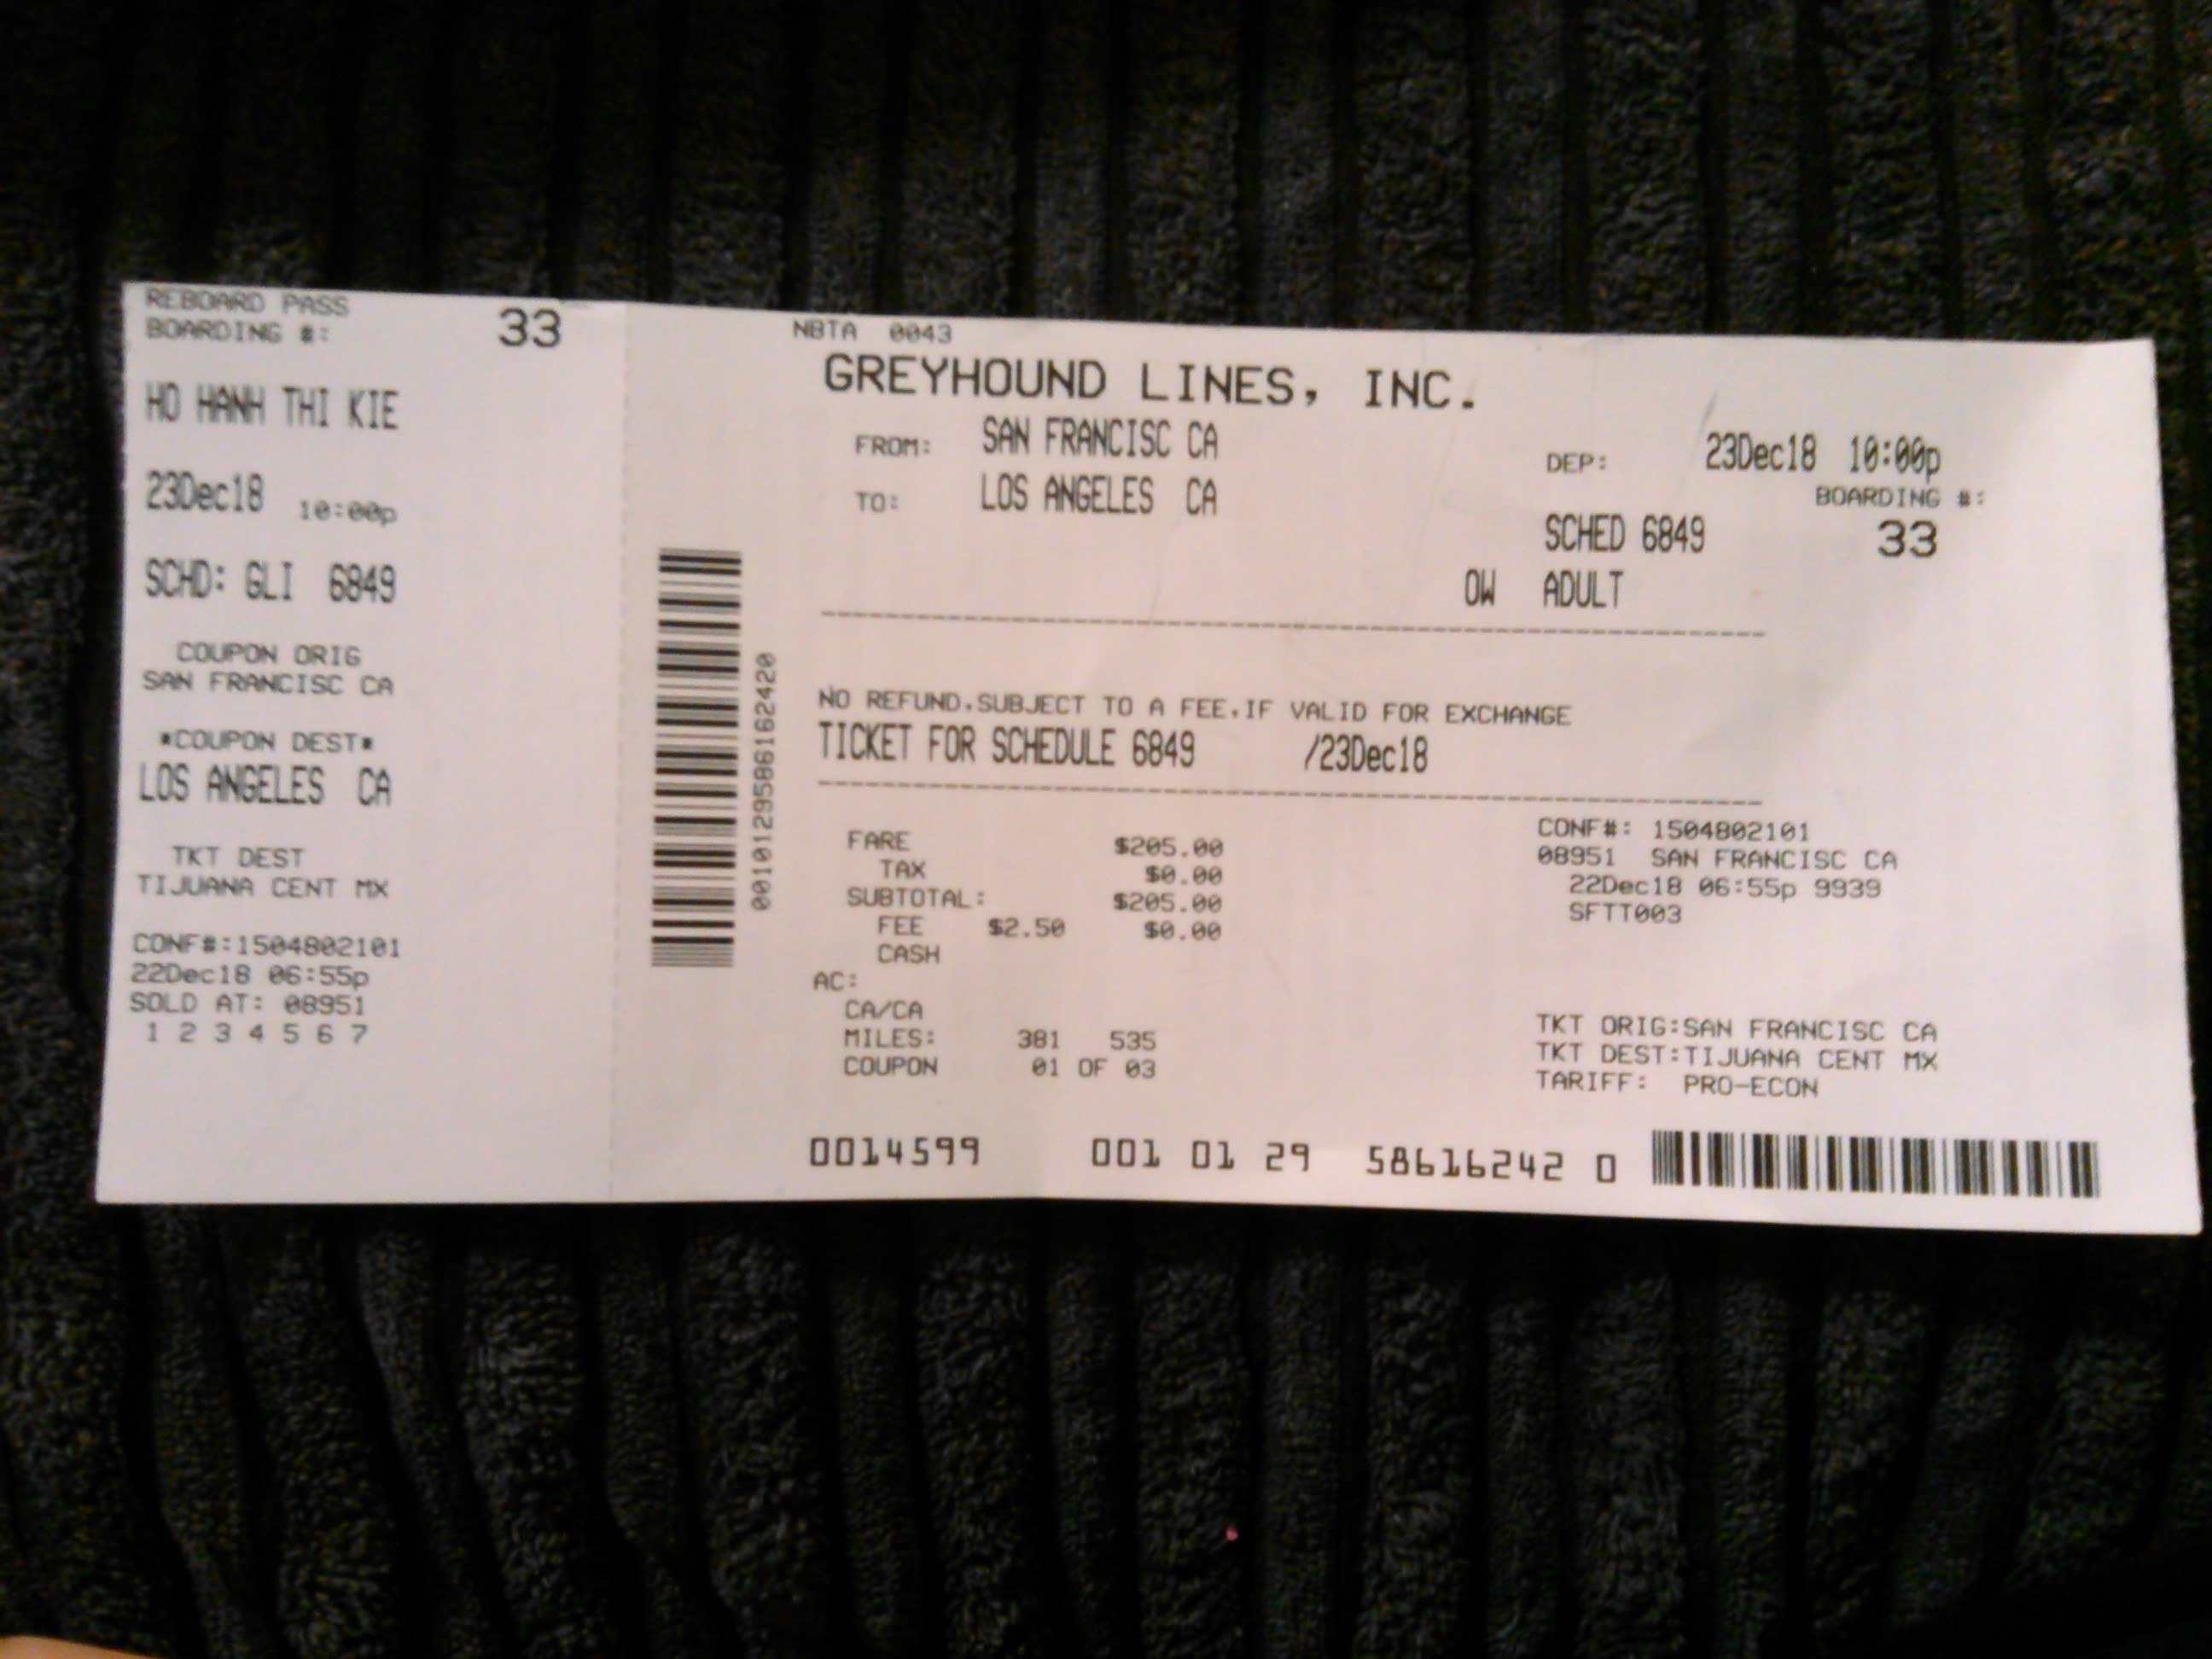 REBOARD PASS
BOARDING #: 33
HO HANH THI KIE
23Dec18 10:00p
SCHD: GLI 6849
COUPON ORIG
SAN FRANCISC CA
*COUPON DEST*
LOS ANGELES CA
TKT DEST
TIJUANA CENT MX
CONF#:1504802101
22Dec18 06:55p
SOLD AT: 08951
1 2 3 4 5 6 7
0010129586162420
NBTA 0043
GREYHOUND LINES, INC.
FROM: SAN FRANCISC CA
TO: LOS ANGELES CA
DEP: 23Dec18 10:00p
BOARDING #:
SCHED 6849 33
OW ADULT
NO REFUND.SUBJECT TO A FEE.IF VALID FOR EXCHANGE
TICKET FOR SCHEDULE 6849 /23Dec18
FARE $205.00
TAX $0.00
SUBTOTAL: $205.00
FEE $2.50 $0.00
CASH
AC:
CA/CA
MILES: 381 535
COUPON 01 OF 03
CONF#: 1504802101
08951 SAN FRANCISC CA
22Dec18 06:55p 9939
SFTT003
TKT ORIG:SAN FRANCISC CA
TKT DEST:TIJUANA CENT MX
TARIFF: PRO-ECON
0014599 001 01 29 58616242 0